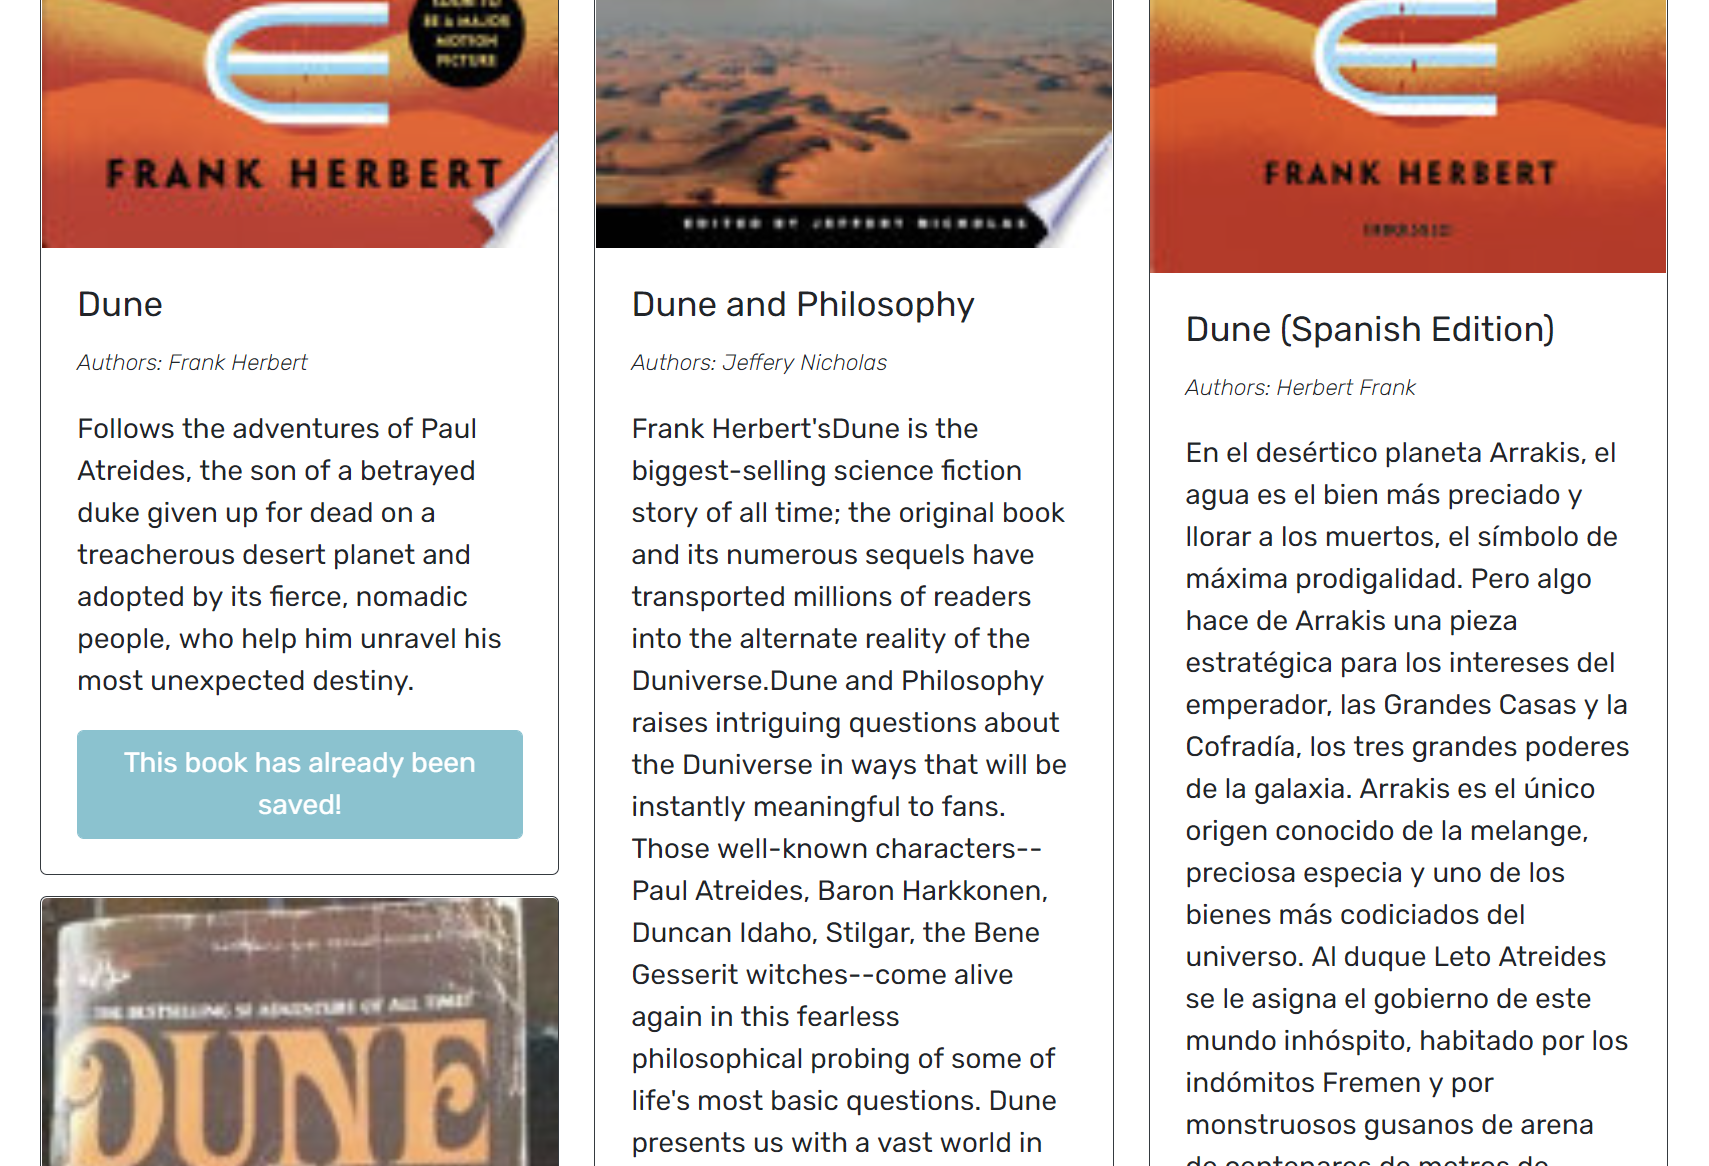 BE A MAJOR
MOTION
PICTURE
FRANK HERBERT
Dune
Authors: Frank Herbert
Follows the adventures of Paul
Atreides, the son of a betrayed
duke given up for dead on a
treacherous desert planet and
adopted by its fierce, nomadic
people, who help him unravel his
most unexpected destiny.
This book has already been
saved!
THE BESTSELLING SF ADVENTURE OF ALL TIME!
DUNE
EDITED BY JEFFERY NICHOLAS
Dune and Philosophy
Authors: Jeffery Nicholas
Frank Herbert'sDune is the
biggest-selling science fiction
story of all time; the original book
and its numerous sequels have
transported millions of readers
into the alternate reality of the
Duniverse.Dune and Philosophy
raises intriguing questions about
the Duniverse in ways that will be
instantly meaningful to fans.
Those well-known characters--
Paul Atreides, Baron Harkkonen,
Duncan Idaho, Stilgar, the Bene
Gesserit witches--come alive
again in this fearless
philosophical probing of some of
life's most basic questions. Dune
presents us with a vast world in
FRANK HERBERT
Dune (Spanish Edition)
Authors: Herbert Frank
En el desértico planeta Arrakis, el
agua es el bien más preciado y
llorar a los muertos, el símbolo de
máxima prodigalidad. Pero algo
hace de Arrakis una pieza
estratégica para los intereses del
emperador, las Grandes Casas y la
Cofradía, los tres grandes poderes
de la galaxia. Arrakis es el único
origen conocido de la melange,
preciosa especia y uno de los
bienes más codiciados del
universo. Al duque Leto Atreides
se le asigna el gobierno de este
mundo inhóspito, habitado por los
indómitos Fremen y por
monstruosos gusanos de arena
de centenares de metros de